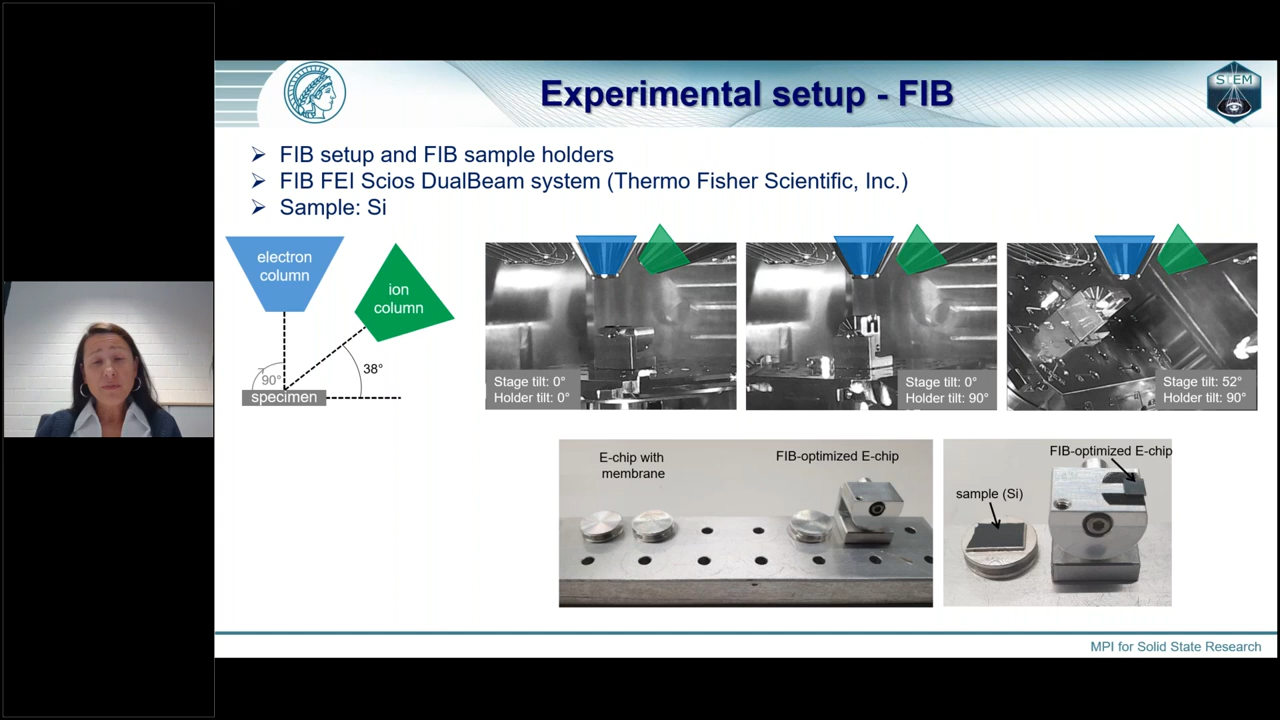 Experimental setup - FIB
STEM
FIB setup and FIB sample holders
FIB FEI Scios DualBeam system (Thermo Fisher Scientific, Inc.)
Sample: Si
electron
column
ion
column
90°
38°
specimen
Stage tilt: 0°
Holder tilt: 0°
Stage tilt: 0°
Holder tilt: 90°
Stage tilt: 52°
Holder tilt: 90°
E-chip with
membrane
FIB-optimized E-chip
FIB-optimized E-chip
sample (Si)
MPI for Solid State Research